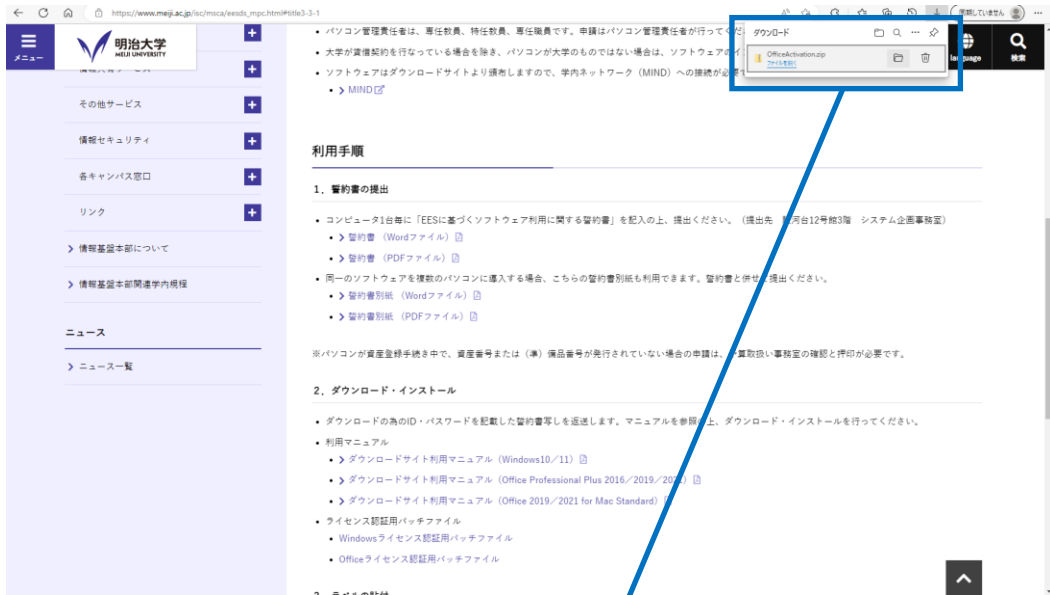 https://www.meiji.ac.jp/isc/msca/eesds_mpc.html#title3-3-1
同期していません
メニュー
明治大学
MEIJI UNIVERSITY
ダウンロード
OfficeActivation.zip
ファイルを開く
language
検索
その他サービス
情報セキュリティ
各キャンパス窓口
リンク
情報基盤本部について
情報基盤本部関連学内規程
ニュース
ニュース一覧
• パソコン管理責任者は、専任教員、特任教員、専任職員です。申請はパソコン管理責任者が行ってくだ
• 大学が賃借契約を行なっている場合を除き、パソコンが大学のものではない場合は、ソフトウェアのイ
• ソフトウェアはダウンロードサイトより頒布しますので、学内ネットワーク（MIND）への接続が必要
• MIND
利用手順
1．誓約書の提出
• コンピュータ1台毎に「EESに基づくソフトウェア利用に関する誓約書」を記入の上、提出ください。（提出先 河台12号館3階 システム企画事務室）
• 誓約書 （Wordファイル）
• 誓約書 （PDFファイル）
• 同一のソフトウェアを複数のパソコンに導入する場合、こちらの誓約書別紙も利用できます。誓約書と併せ 提出ください。
• 誓約書別紙 （Wordファイル）
• 誓約書別紙 （PDFファイル）
※パソコンが資産登録手続き中で、資産番号または（準）備品番号が発行されていない場合の申請は、 算取扱い事務室の確認と押印が必要です。
2．ダウンロード・インストール
• ダウンロードの為のID・パスワードを記載した誓約書写しを返送します。マニュアルを参照の上、ダウンロード・インストールを行ってください。
• 利用マニュアル
• ダウンロードサイト利用マニュアル（Windows10／11）
• ダウンロードサイト利用マニュアル（Office Professional Plus 2016／2019／2021）
• ダウンロードサイト利用マニュアル（Office 2019／2021 for Mac Standard）
• ライセンス認証用バッチファイル
• Windowsライセンス認証用バッチファイル
• Officeライセンス認証用バッチファイル